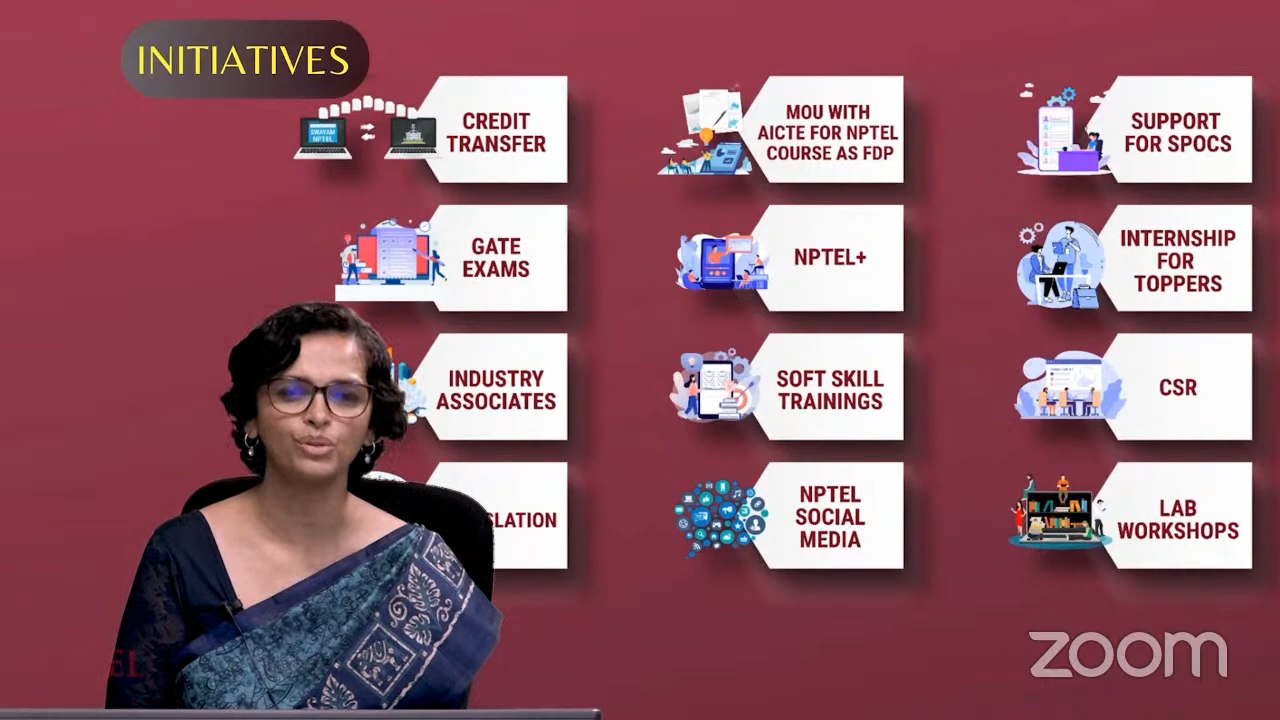 INITIATIVES
SWAYAM
NPTEL
CREDIT
TRANSFER
MOU WITH
AICTE FOR NPTEL
COURSE AS FDP
SUPPORT
FOR SPOCS
GATE
EXAMS
NPTEL+
INTERNSHIP
FOR
TOPPERS
INDUSTRY
ASSOCIATES
SOFT SKILL
TRAININGS
CSR
SLATION
NPTEL
SOCIAL
MEDIA
LAB
WORKSHOPS
zoom